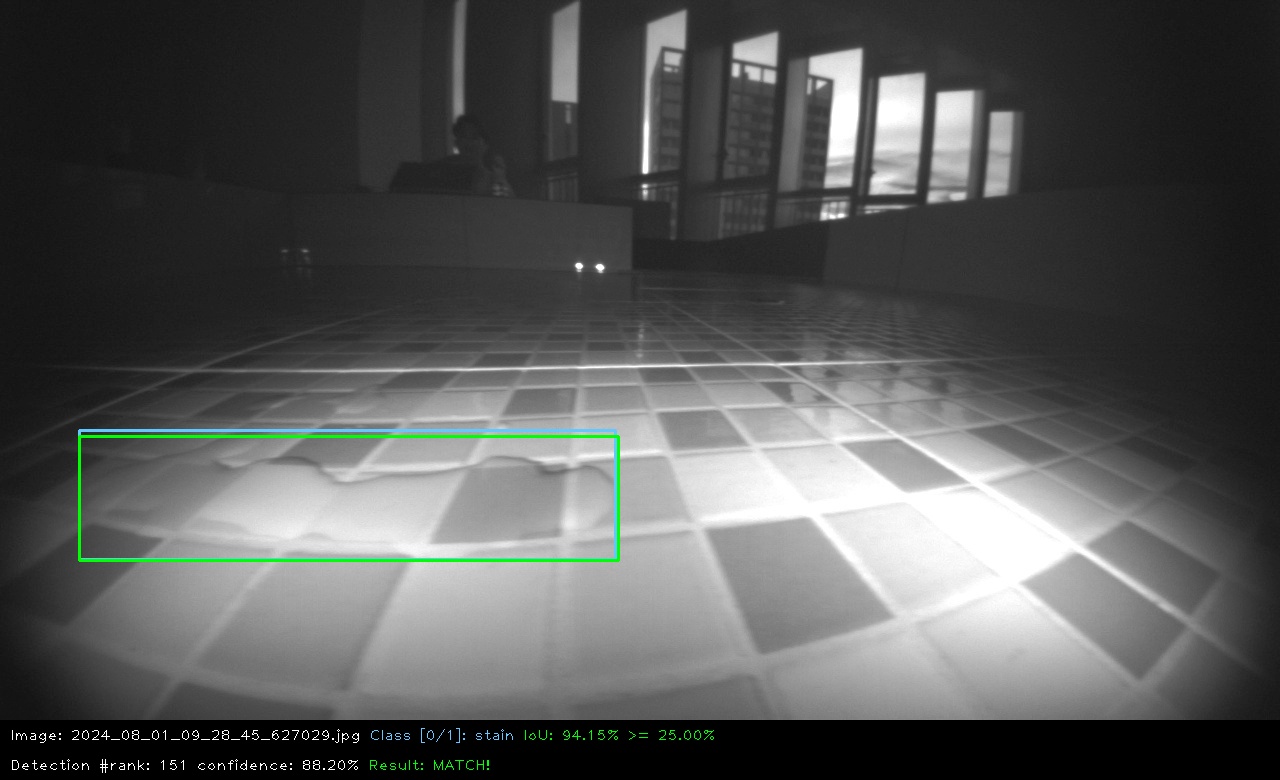 Image: 2024_08_01_09_28_45_627029.jpg Class [0/1]: stain IoU: 94.15% >= 25.00%
Detection #rank: 151 confidence: 88.20% Result: MATCH!